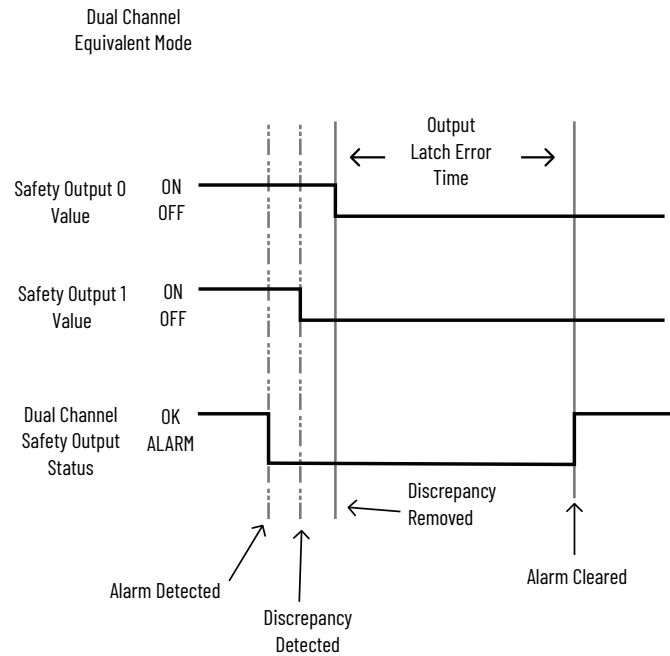 Dual Channel
Equivalent Mode
Output
Latch Error
Time
Safety Output 0
Value
ON
OFF
Safety Output 1
Value
ON
OFF
Dual Channel
Safety Output
Status
OK
ALARM
Discrepancy
Removed
Alarm Detected
Discrepancy
Detected
Alarm Cleared